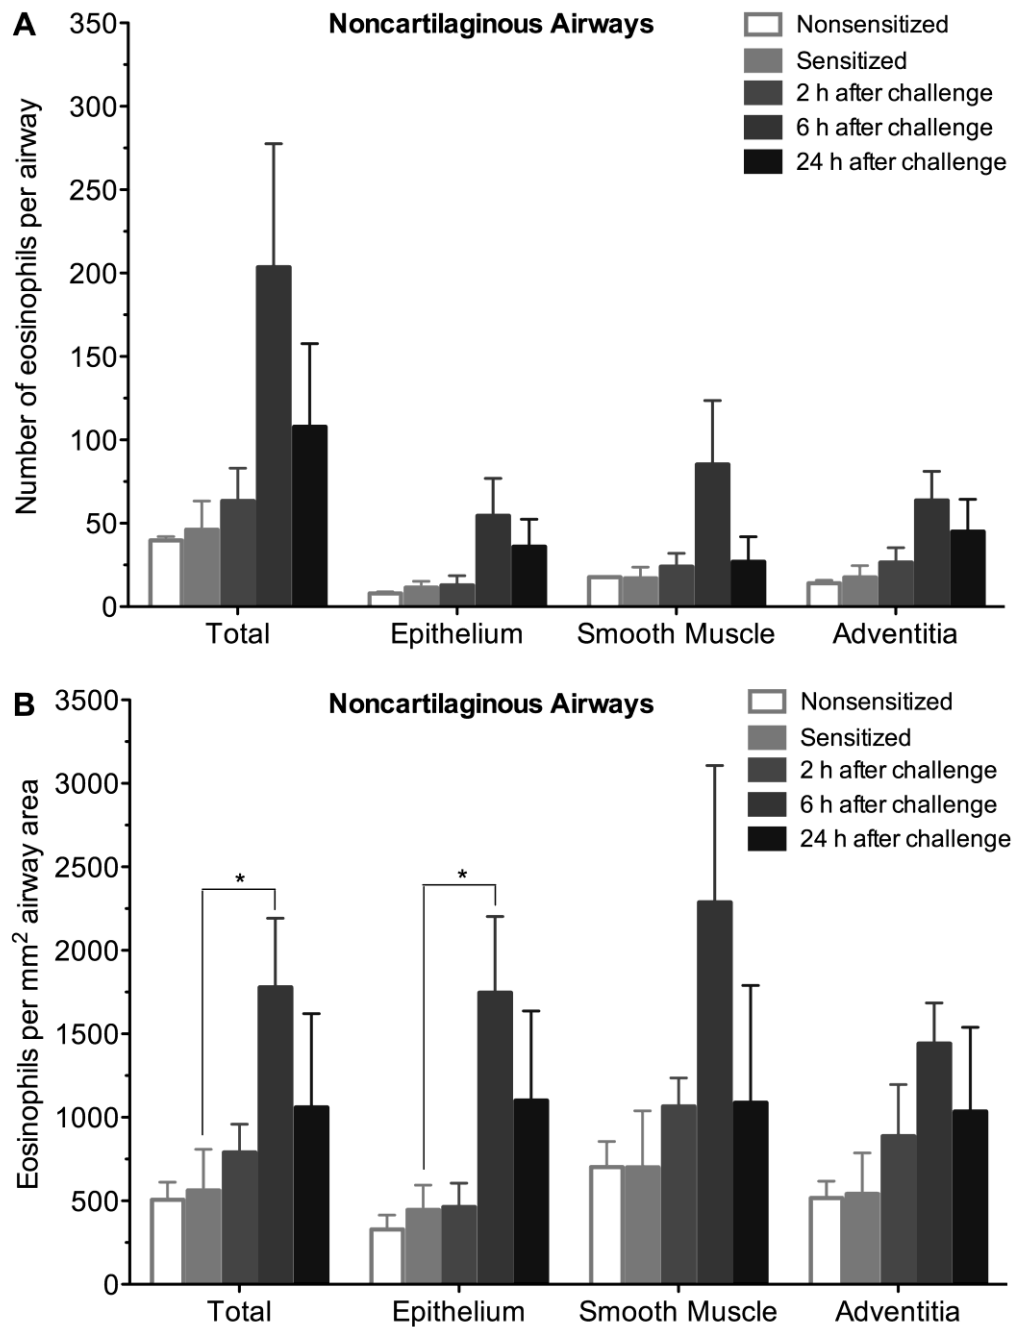 A
Noncartilaginous Airways
Nonsensitized
Sensitized
2 h after challenge
6 h after challenge
24 h after challenge
Number of eosinophils per airway
350
300
250
200
150
100
50
0
Total Epithelium Smooth Muscle Adventitia
B
Noncartilaginous Airways
Nonsensitized
Sensitized
2 h after challenge
6 h after challenge
24 h after challenge
Eosinophils per mm² airway area
3500
3000
2500
2000
1500
1000
500
0
* *
Total Epithelium Smooth Muscle Adventitia